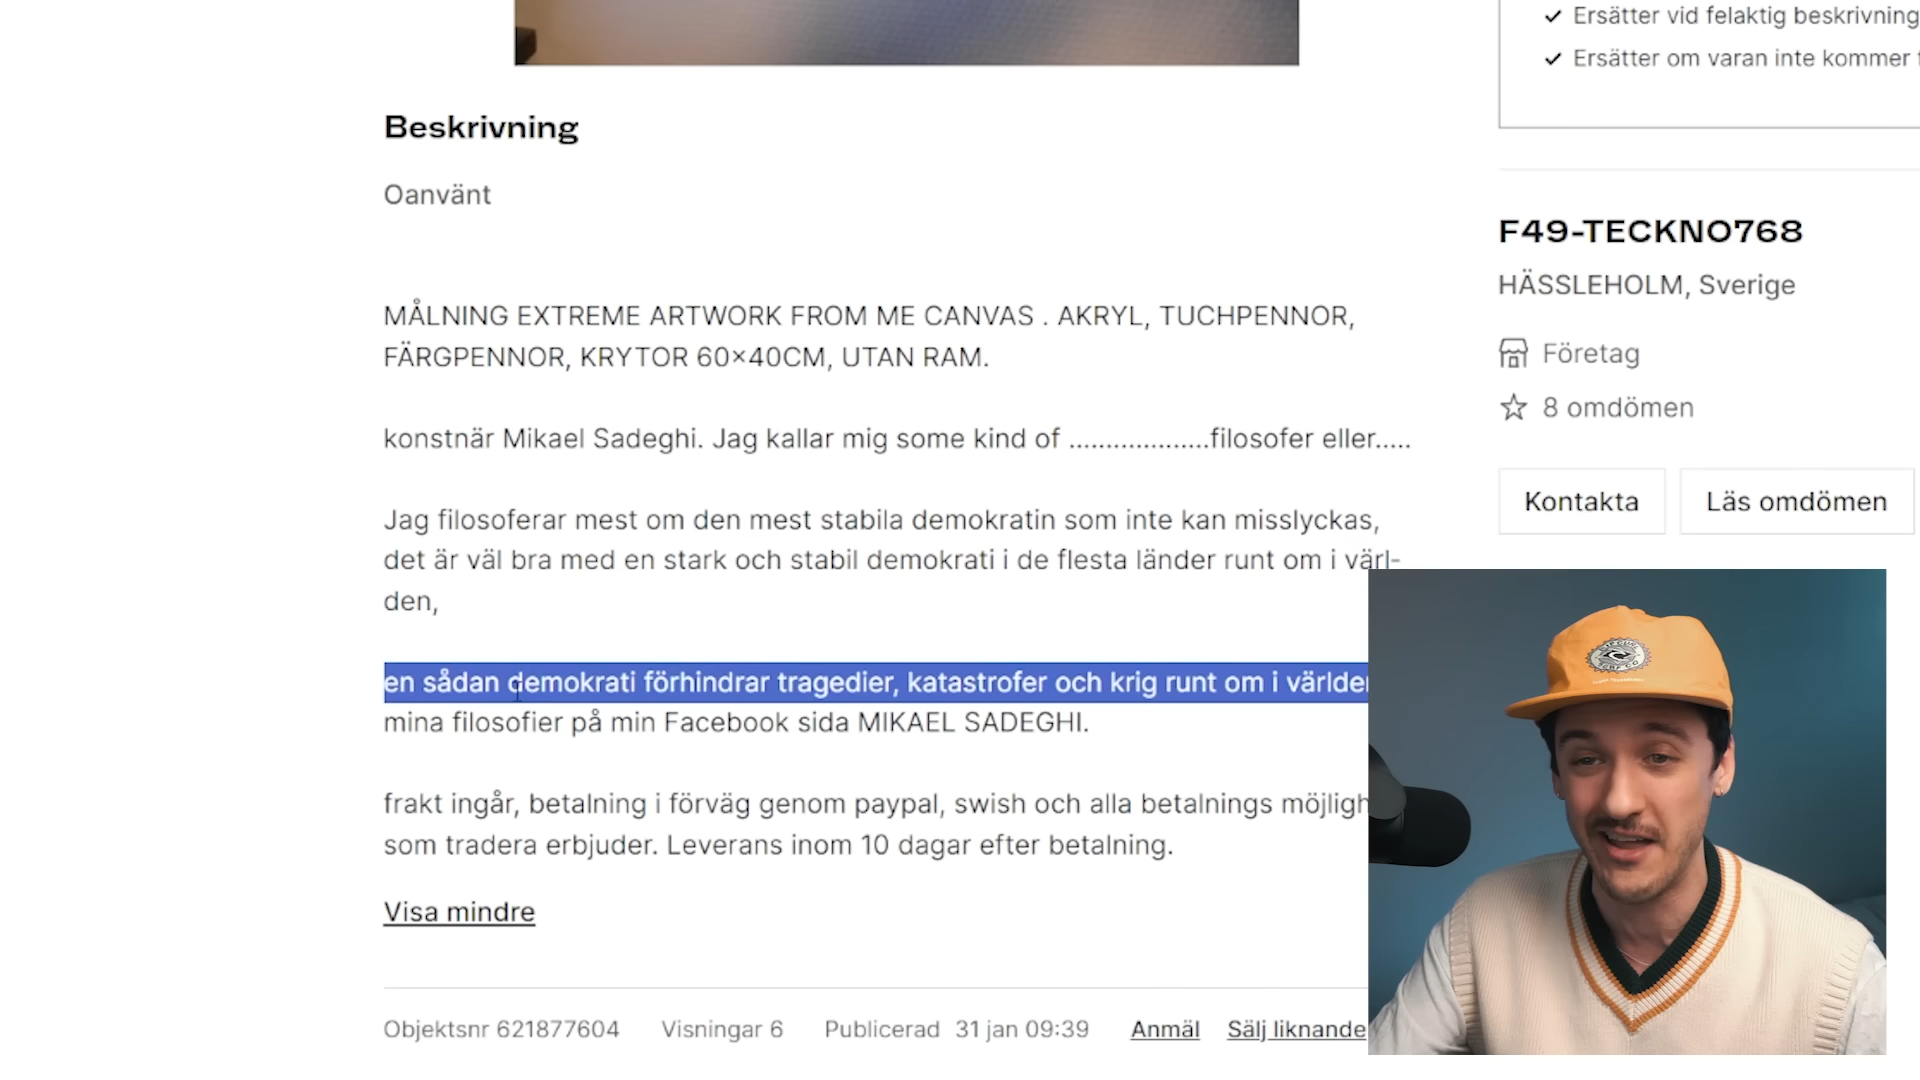 Ersätter vid felaktig beskrivning
Ersätter om varan inte kommer
Beskrivning
Oanvänt
MÅLNING EXTREME ARTWORK FROM ME CANVAS . AKRYL, TUCHPENNOR,
FÄRGPENNOR, KRYTOR 60×40CM, UTAN RAM.
konstnär Mikael Sadeghi. Jag kallar mig some kind of ...................filosofer eller.....
Jag filosoferar mest om den mest stabila demokratin som inte kan misslyckas,
det är väl bra med en stark och stabil demokrati i de flesta länder runt om i värl-
den,
en sådan demokrati förhindrar tragedier, katastrofer och krig runt om i världe
mina filosofier på min Facebook sida MIKAEL SADEGHI.
frakt ingår, betalning i förväg genom paypal, swish och alla betalnings möjligh
som tradera erbjuder. Leverans inom 10 dagar efter betalning.
Visa mindre
Objektsnr 621877604 Visningar 6 Publicerad 31 jan 09:39 Anmäl Sälj liknande
F49-TECKNO768
HÄSSLEHOLM, Sverige
Företag
8 omdömen
Kontakta Läs omdömen